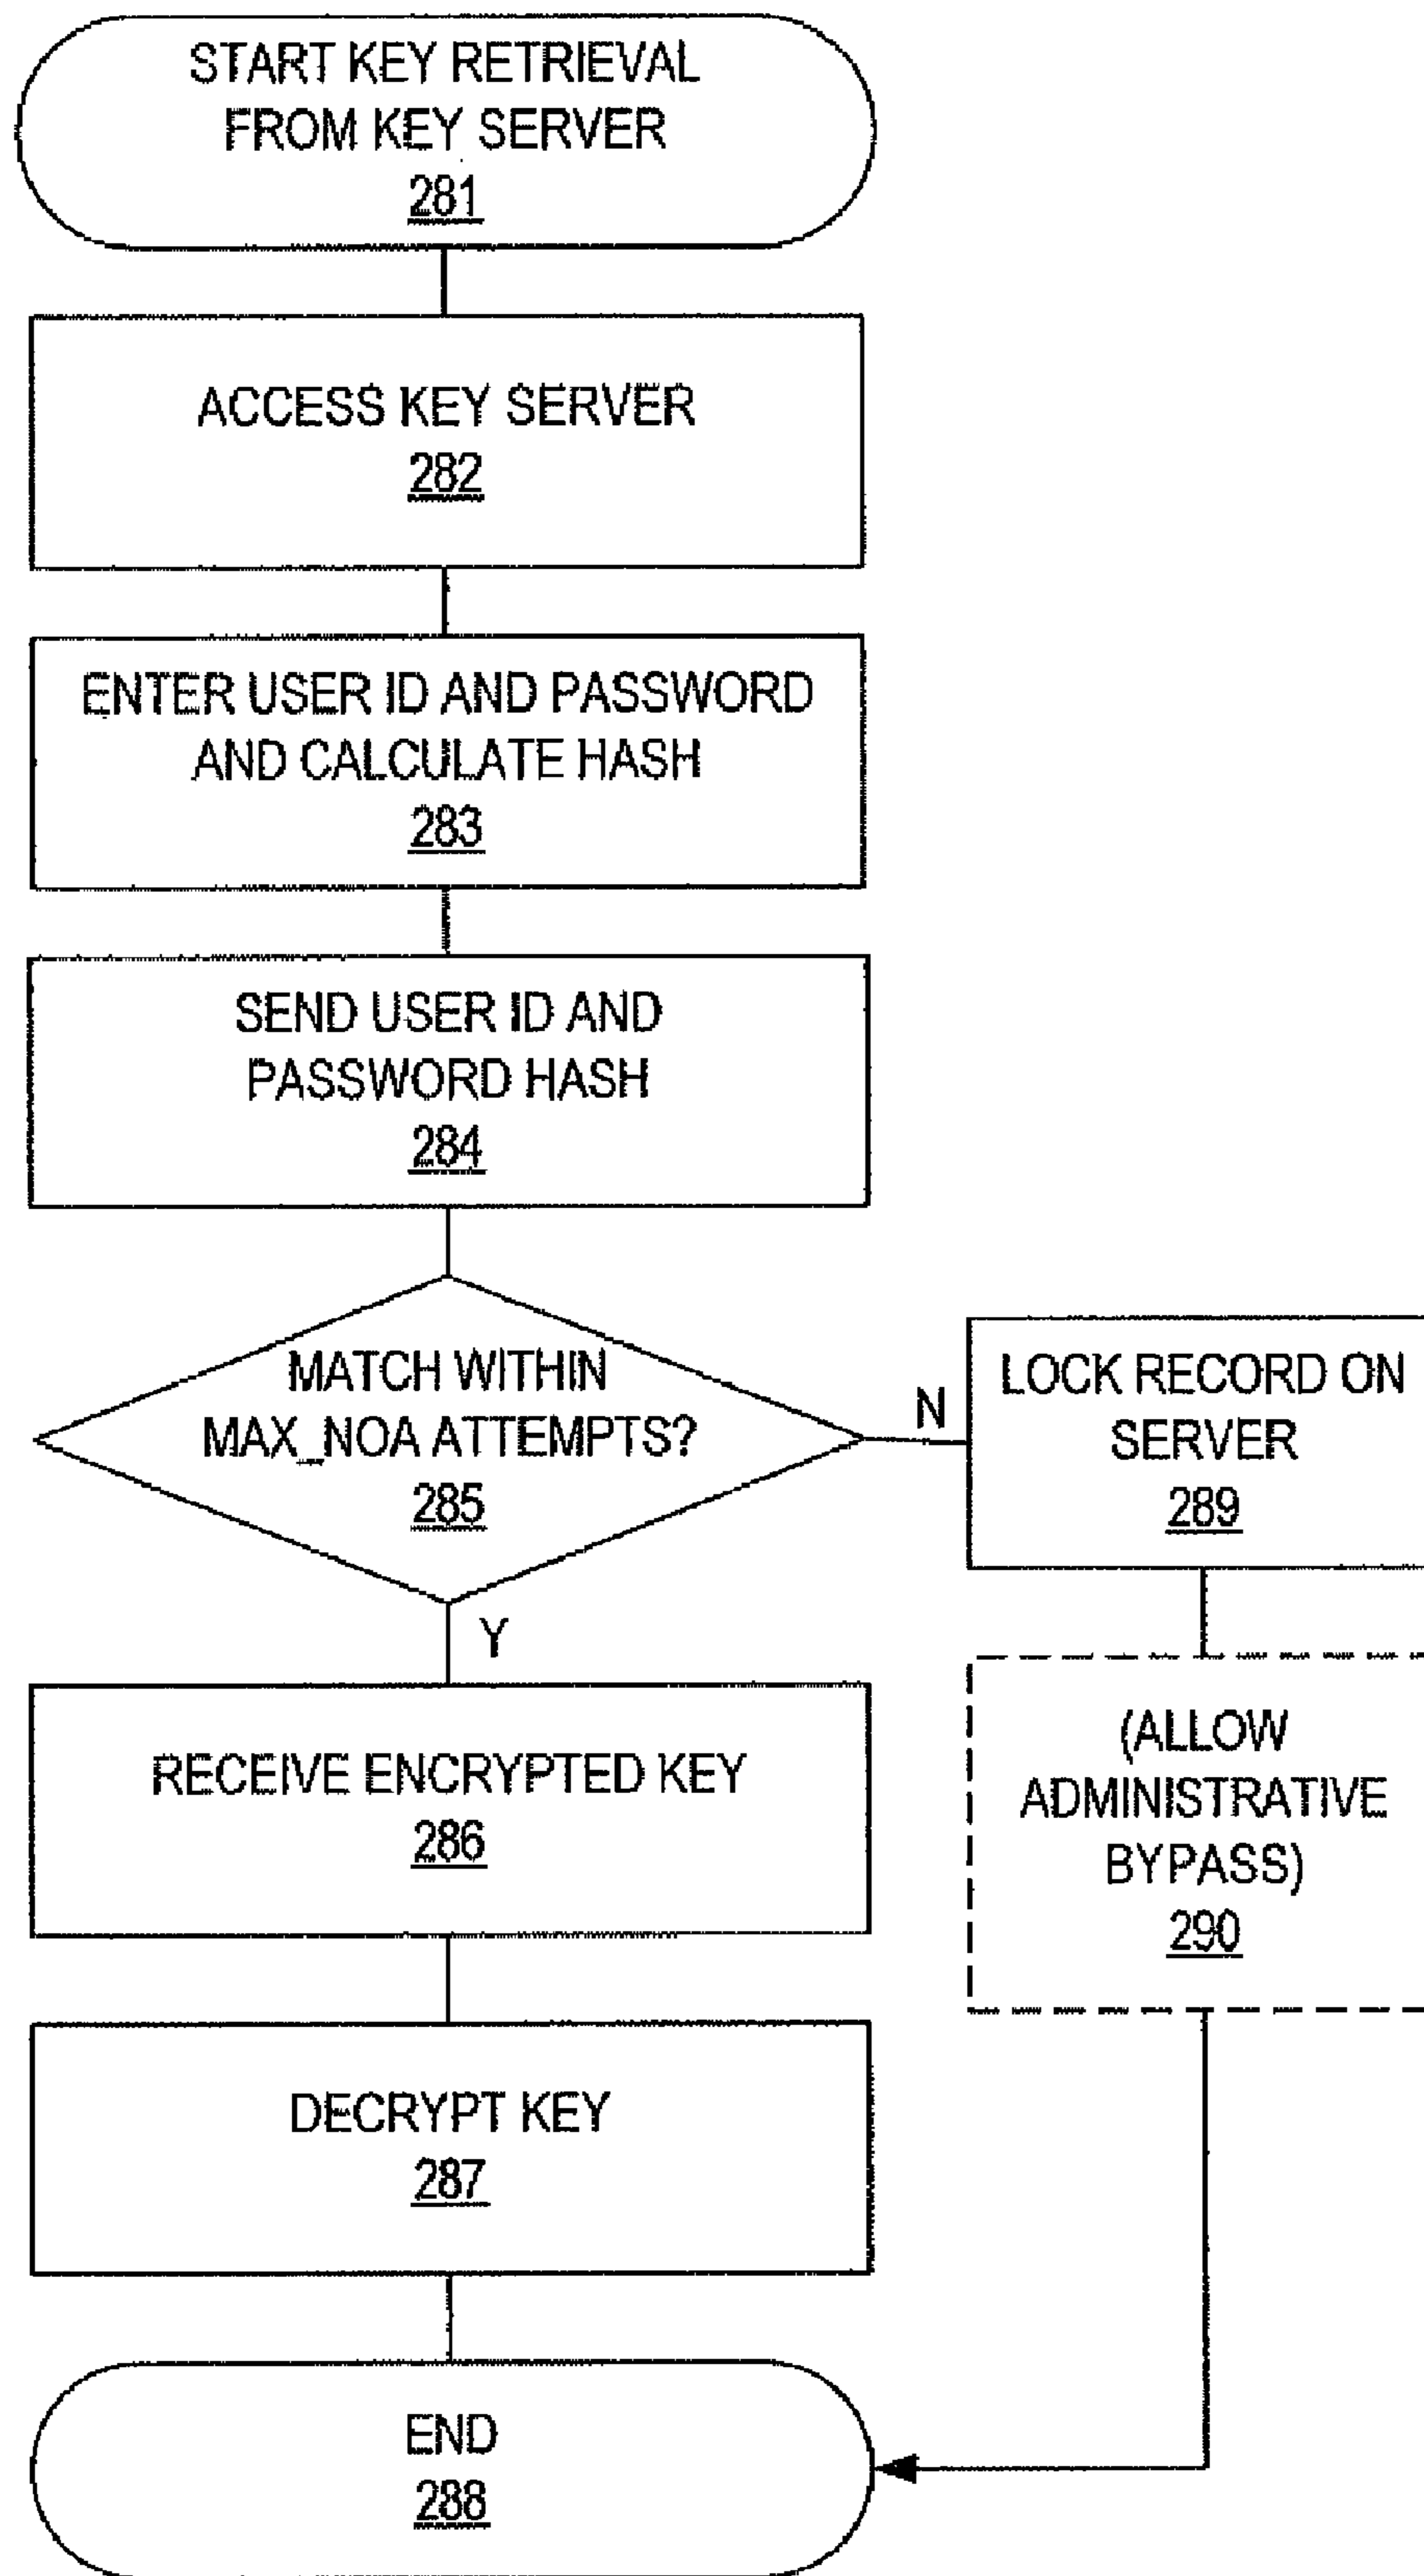 START KEY RETRIEVAL
FROM KEY SERVER
281
ACCESS KEY SERVER
282
ENTER USER ID AND PASSWORD
AND CALCULATE HASH
283
SEND USER ID AND
PASSWORD HASH
284
MATCH WITHIN
MAX_NOA ATTEMPTS?
285
N
LOCK RECORD ON
SERVER
289
Y
(ALLOW
ADMINISTRATIVE
BYPASS)
290
RECEIVE ENCRYPTED KEY
286
DECRYPT KEY
287
END
288